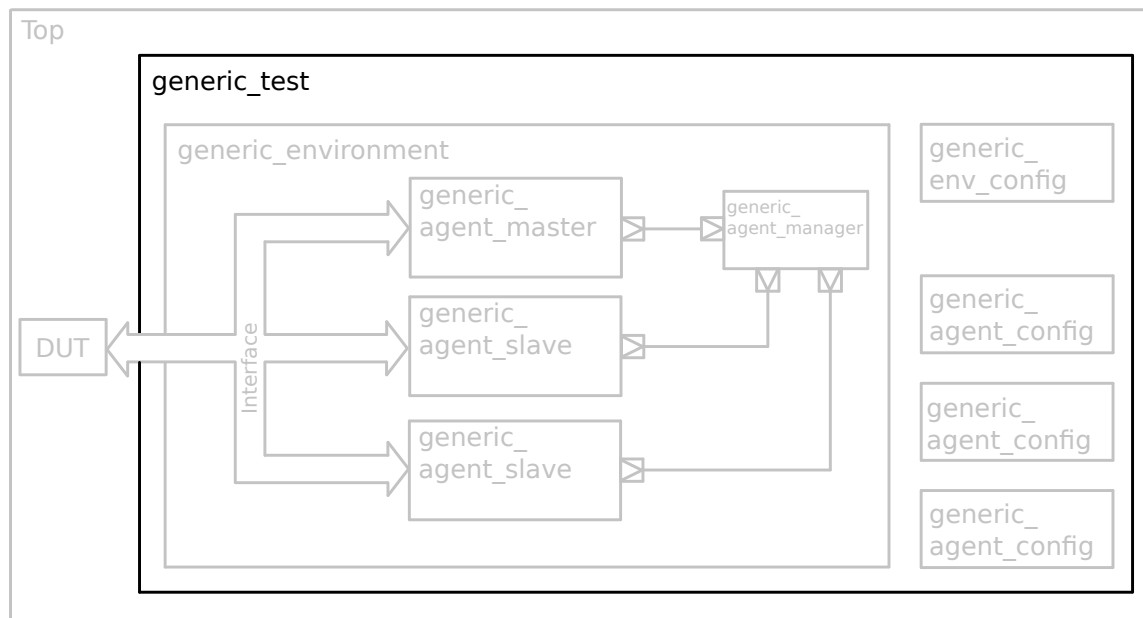 Top
generic_test
generic_environment
generic_
agent_master
generic_
agent_manager
generic_
env_config
generic_
agent_slave
generic_
agent_config
DUT
Interface
generic_
agent_slave
generic_
agent_config
generic_
agent_config